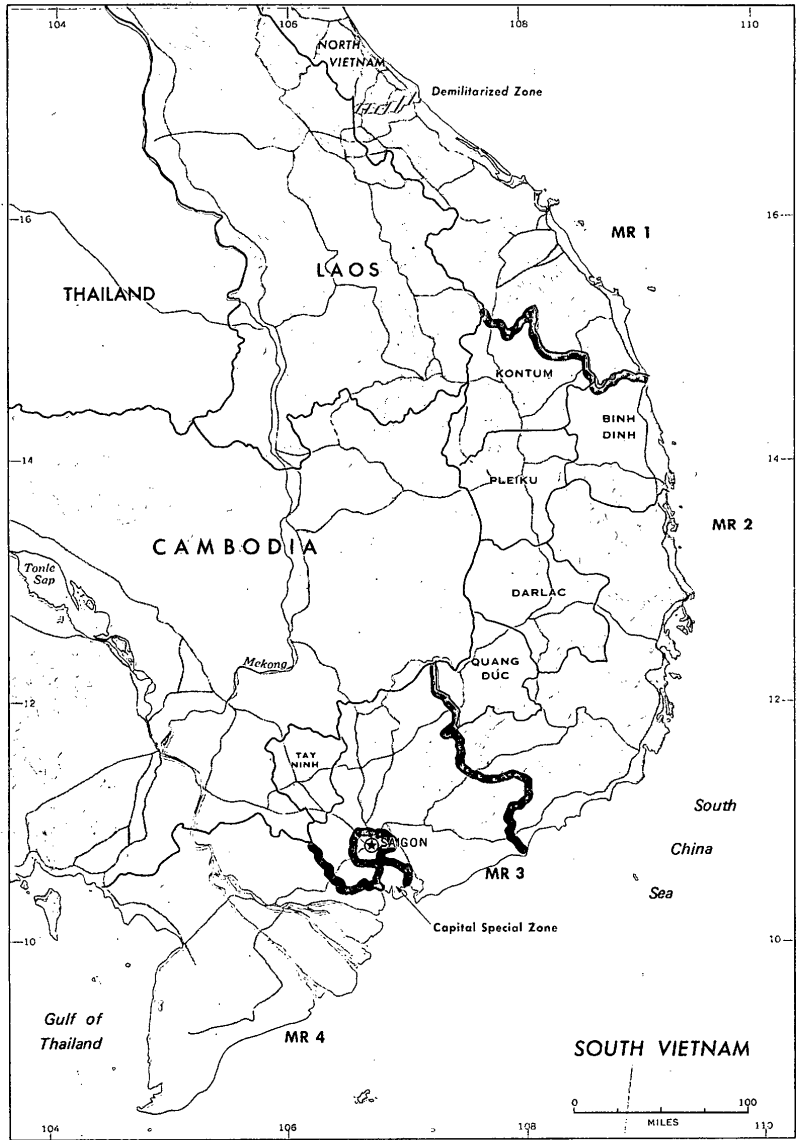 104
106
108
110
NORTH
VIETNAM
Demilitarized Zone
16
16
MR 1
LAOS
THAILAND
KONTUM
BINH
DINH
14
14
PLEIKU
MR 2
CAMBODIA
Tonle
Sap
DARLAC
Mekong
QUANG
DÚC
12
12
TAY
NINH
South
China
Sea
SAIGON
MR 3
Capital Special Zone
10
10
Gulf of
Thailand
MR 4
SOUTH VIETNAM
0
100
MILES
104
106
108
110